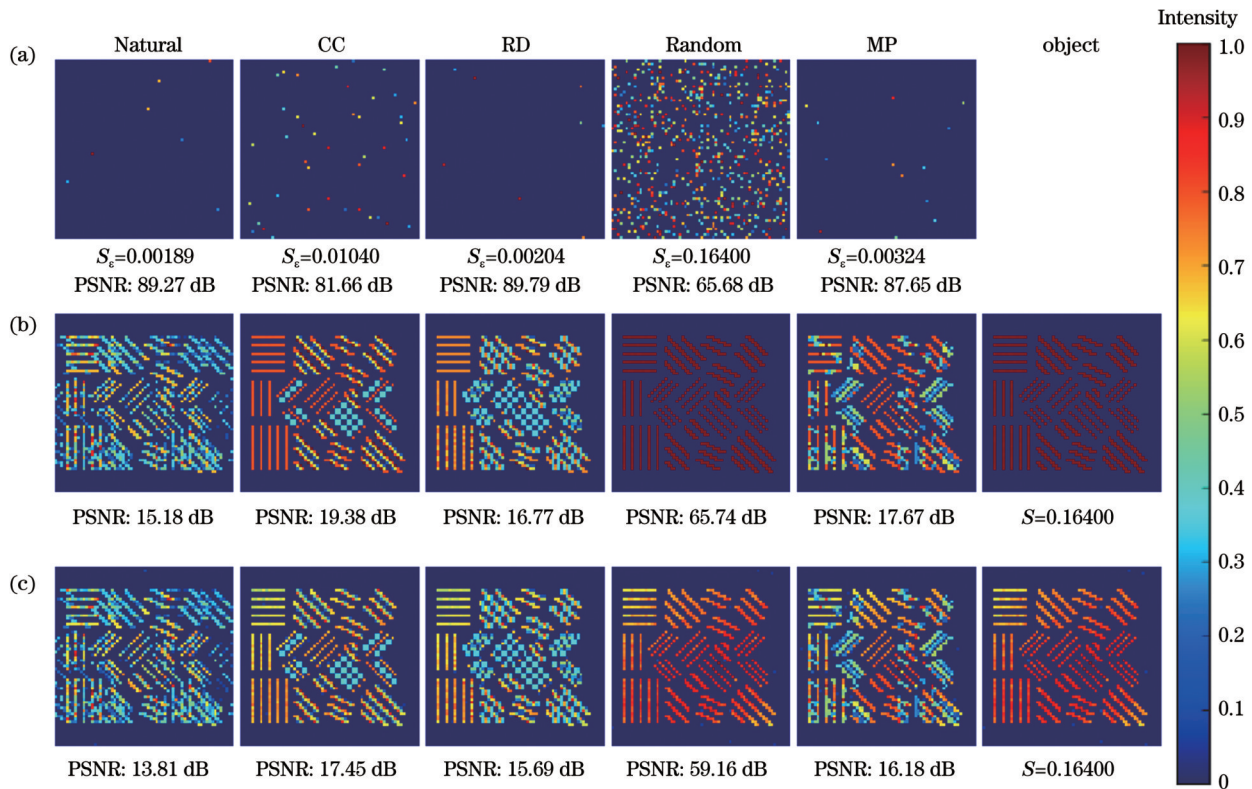 Intensity
Natural CC RD Random MP object
(a)
Sε=0.00189 Sε=0.01040 Sε=0.00204 Sε=0.16400 Sε=0.00324
PSNR: 89.27 dB PSNR: 81.66 dB PSNR: 89.79 dB PSNR: 65.68 dB PSNR: 87.65 dB
(b)
PSNR: 15.18 dB PSNR: 19.38 dB PSNR: 16.77 dB PSNR: 65.74 dB PSNR: 17.67 dB S=0.16400
(c)
PSNR: 13.81 dB PSNR: 17.45 dB PSNR: 15.69 dB PSNR: 59.16 dB PSNR: 16.18 dB S=0.16400
1.0
0.9
0.8
0.7
0.6
0.5
0.4
0.3
0.2
0.1
0